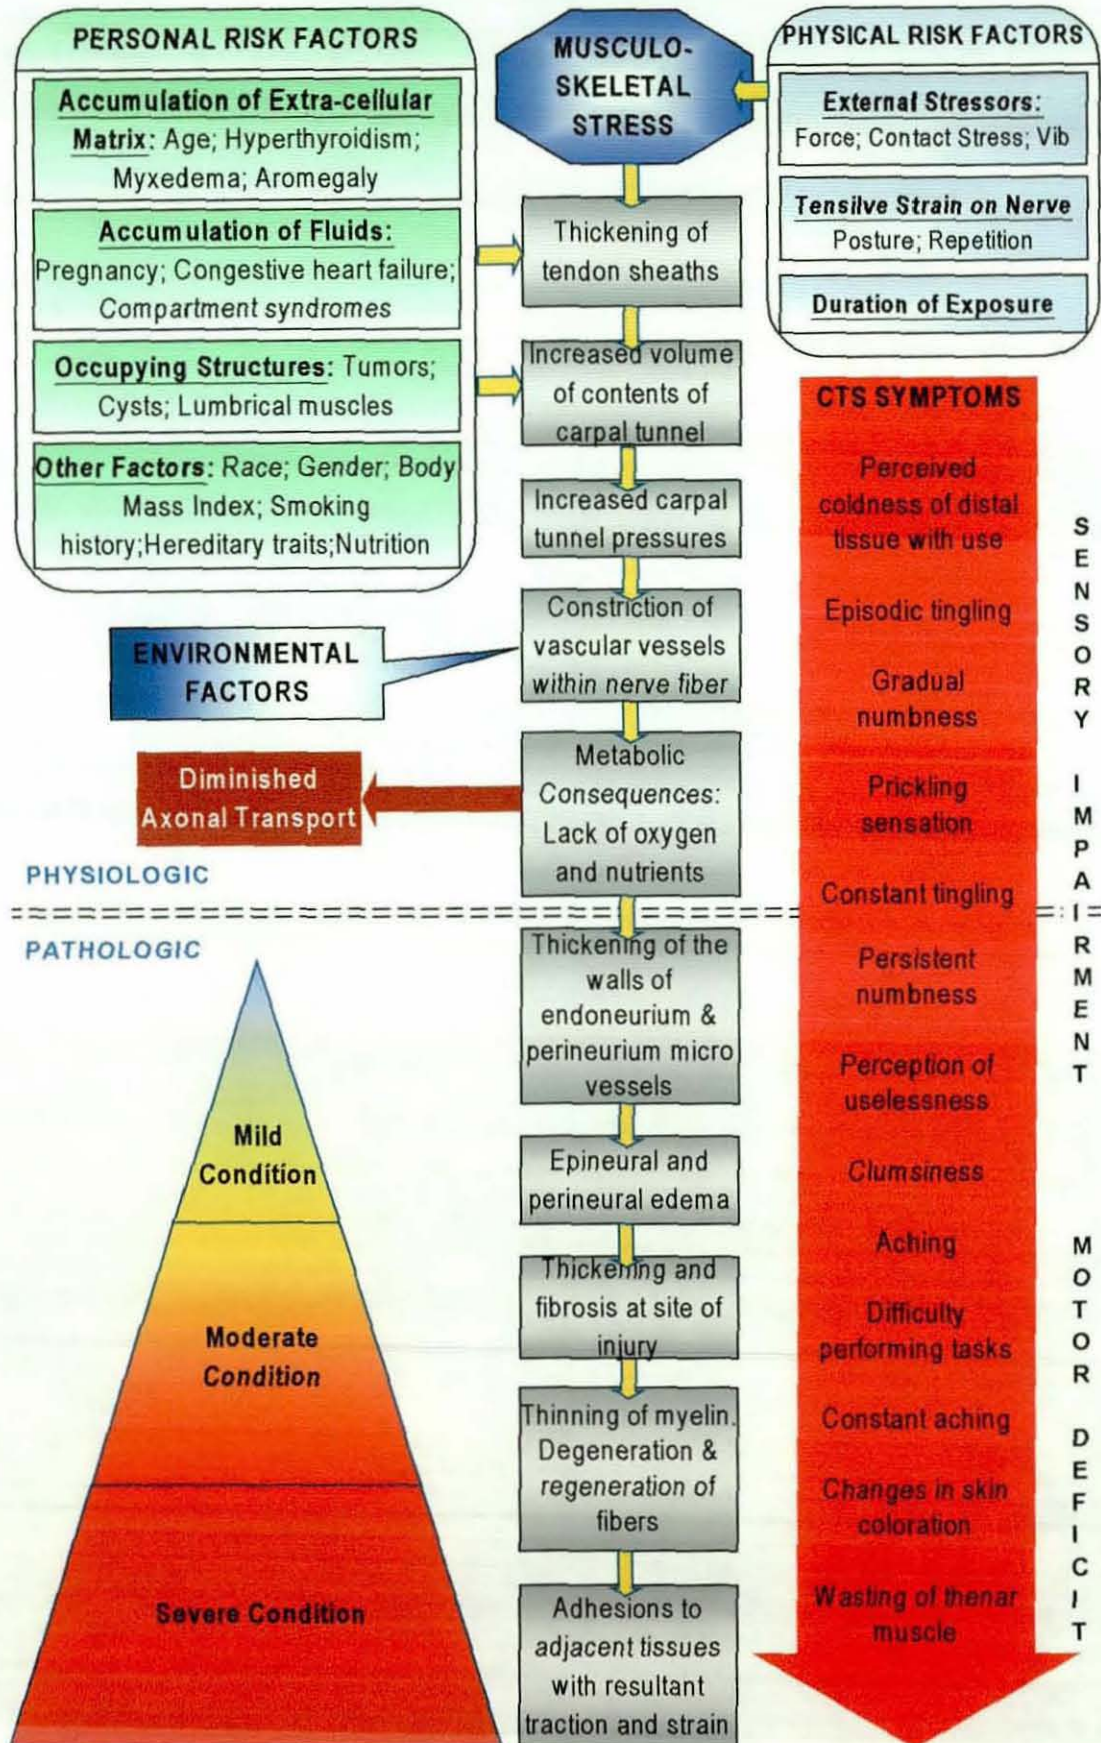 PERSONAL RISK FACTORS
Accumulation of Extra-cellular
Matrix: Age; Hyperthyroidism;
Myxedema; Aromegaly
Accumulation of Fluids:
Pregnancy; Congestive heart failure;
Compartment syndromes
Occupying Structures: Tumors;
Cysts; Lumbrical muscles
Other Factors: Race; Gender; Body
Mass Index; Smoking
history;Hereditary traits;Nutrition
MUSCULO-
SKELETAL
STRESS
PHYSICAL RISK FACTORS
External Stressors:
Force; Contact Stress; Vib
Tensilve Strain on Nerve
Posture; Repetition
Duration of Exposure
Thickening of
tendon sheaths
Increased volume
of contents of
carpal tunnel
Increased carpal
tunnel pressures
Constriction of
vascular vessels
within nerve fiber
ENVIRONMENTAL
FACTORS
Metabolic
Consequences:
Lack of oxygen
and nutrients
Diminished
Axonal Transport
PHYSIOLOGIC
PATHOLOGIC
Thickening of the
walls of
endoneurium &
perineurium micro
vessels
Epineural and
perineural edema
Thickening and
fibrosis at site of
injury
Thinning of myelin.
Degeneration &
regeneration of
fibers
Adhesions to
adjacent tissues
with resultant
traction and strain
Mild
Condition
Moderate
Condition
Severe Condition
CTS SYMPTOMS
Perceived
coldness of distal
tissue with use
Episodic tingling
Gradual
numbness
Prickling
sensation
Constant tingling
Persistent
numbness
Perception of
uselessness
Clumsiness
Aching
Difficulty
performing tasks
Constant aching
Changes in skin
coloration
Wasting of thenar
muscle
SENSORY IMPAIRMENT
MOTOR DEFICIT